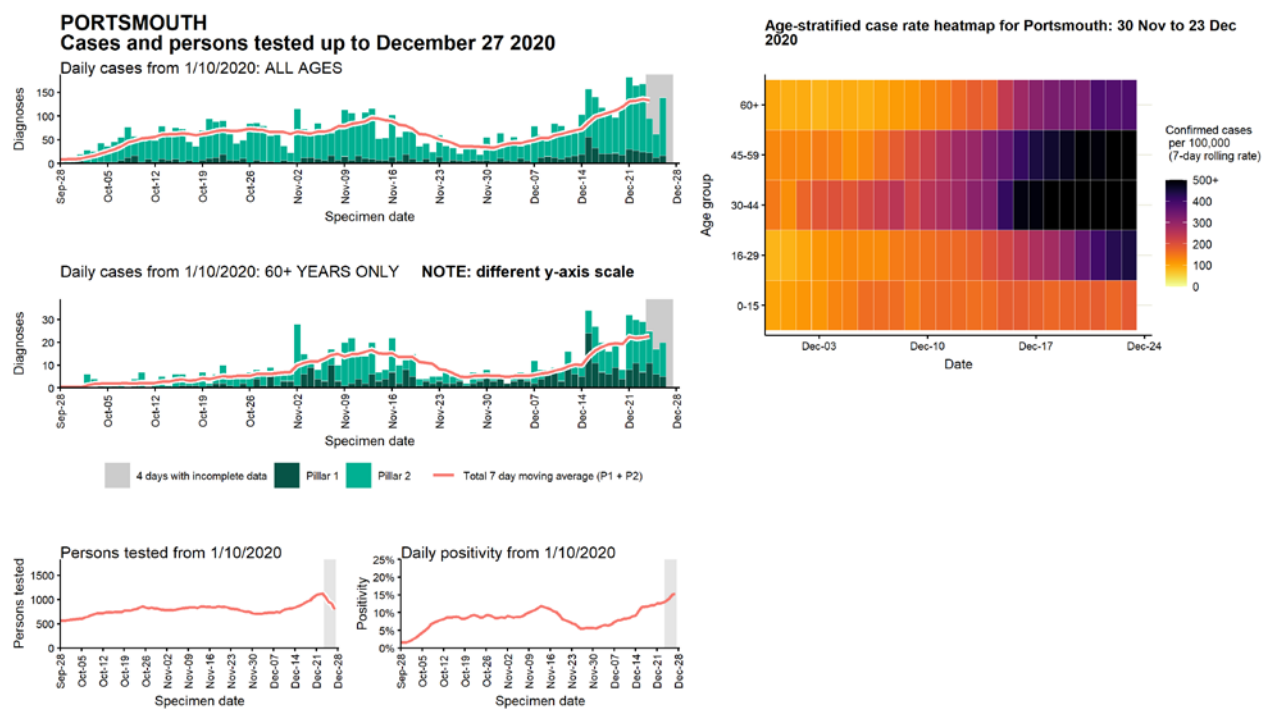 PORTSMOUTH
Cases and persons tested up to December 27 2020
Daily cases from 1/10/2020: ALL AGES
Diagnoses
150
100
50
0
Sep-28
Oct-05
Oct-12
Oct-19
Oct-26
Nov-02
Nov-09
Nov-16
Nov-23
Nov-30
Dec-07
Dec-14
Dec-21
Dec-28
Specimen date
Daily cases from 1/10/2020: 60+ YEARS ONLY NOTE: different y-axis scale
Diagnoses
30
20
10
0
Sep-28
Oct-05
Oct-12
Oct-19
Oct-26
Nov-02
Nov-09
Nov-16
Nov-23
Nov-30
Dec-07
Dec-14
Dec-21
Dec-28
Specimen date
4 days with incomplete data Pillar 1 Pillar 2 Total 7 day moving average (P1 + P2)
Persons tested from 1/10/2020
Persons tested
1500
1000
500
0
Sep-28
Oct-05
Oct-12
Oct-19
Oct-26
Nov-02
Nov-09
Nov-16
Nov-23
Nov-30
Dec-07
Dec-14
Dec-21
Dec-28
Specimen date
Daily positivity from 1/10/2020
Positivity
25%
20%
15%
10%
5%
0%
Sep-28
Oct-05
Oct-12
Oct-19
Oct-26
Nov-02
Nov-09
Nov-16
Nov-23
Nov-30
Dec-07
Dec-14
Dec-21
Dec-28
Specimen date
Age-stratified case rate heatmap for Portsmouth: 30 Nov to 23 Dec
2020
Age group
60+
45-59
30-44
16-29
0-15
Dec-03
Dec-10
Dec-17
Dec-24
Date
Confirmed cases
per 100,000
(7-day rolling rate)
500+
400
300
200
100
0